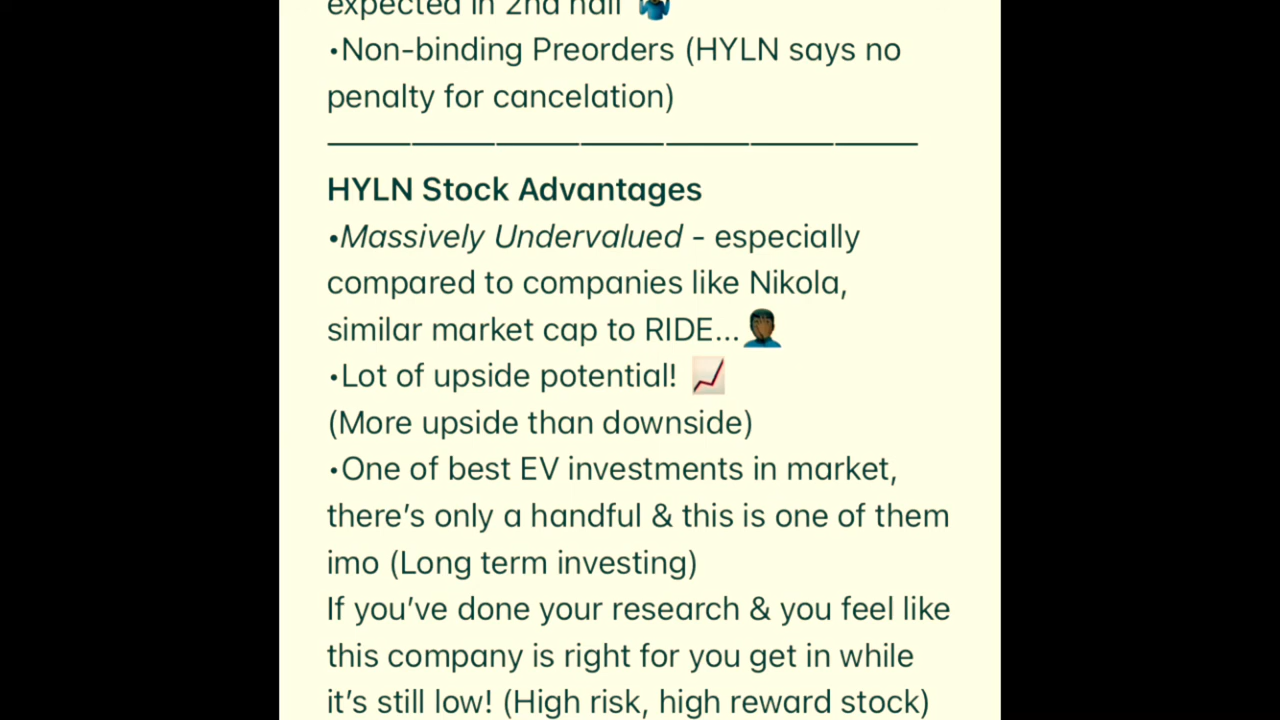 expected in 2nd half 🤷🏾‍♂️
•Non-binding Preorders (HYLN says no
penalty for cancelation)
———————————————————
HYLN Stock Advantages
•Massively Undervalued - especially
compared to companies like Nikola,
similar market cap to RIDE...🤦🏾‍♂️
•Lot of upside potential! 📈
(More upside than downside)
•One of best EV investments in market,
there's only a handful & this is one of them
imo (Long term investing)
If you've done your research & you feel like
this company is right for you get in while
it's still low! (High risk, high reward stock)